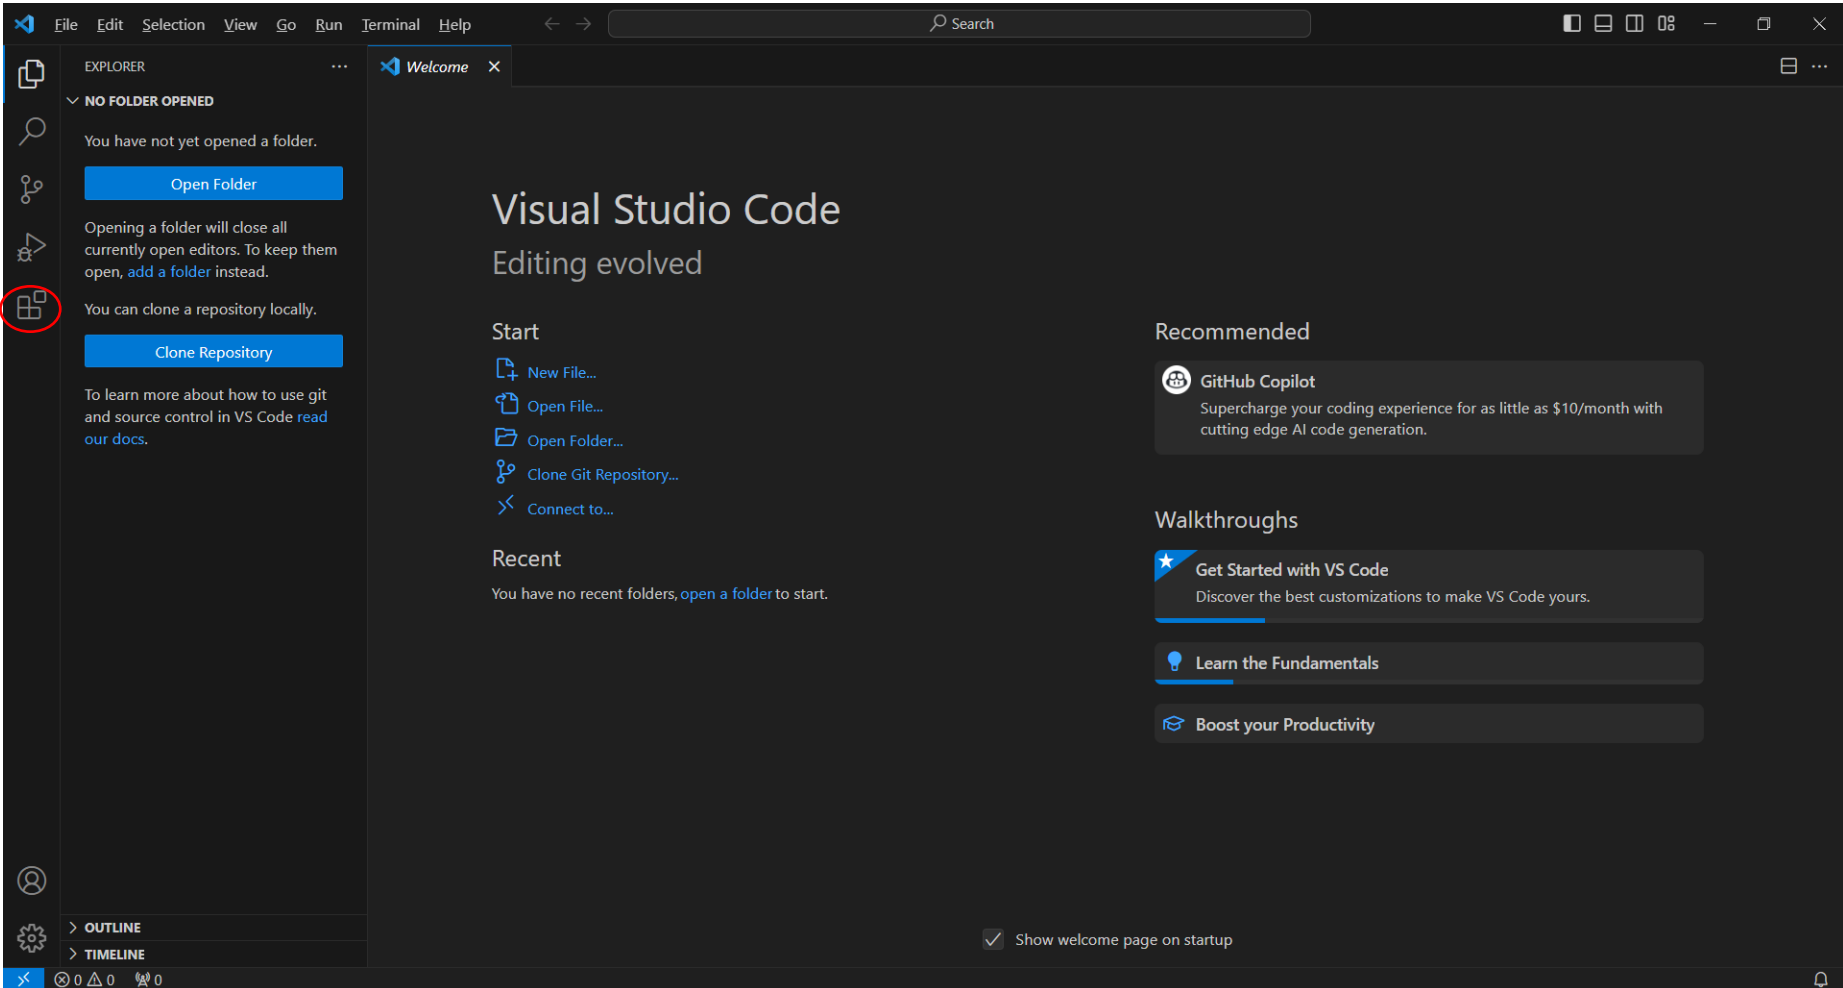 File Edit Selection View Go Run Terminal Help
Search
EXPLORER
Welcome
NO FOLDER OPENED
You have not yet opened a folder.
Open Folder
Opening a folder will close all
currently open editors. To keep them
open, add a folder instead.
You can clone a repository locally.
Clone Repository
To learn more about how to use git
and source control in VS Code read
our docs.
OUTLINE
TIMELINE
Visual Studio Code
Editing evolved
Start
New File...
Open File...
Open Folder...
Clone Git Repository...
Connect to...
Recent
You have no recent folders, open a folder to start.
Recommended
GitHub Copilot
Supercharge your coding experience for as little as $10/month with
cutting edge AI code generation.
Walkthroughs
Get Started with VS Code
Discover the best customizations to make VS Code yours.
Learn the Fundamentals
Boost your Productivity
Show welcome page on startup
0 0 0